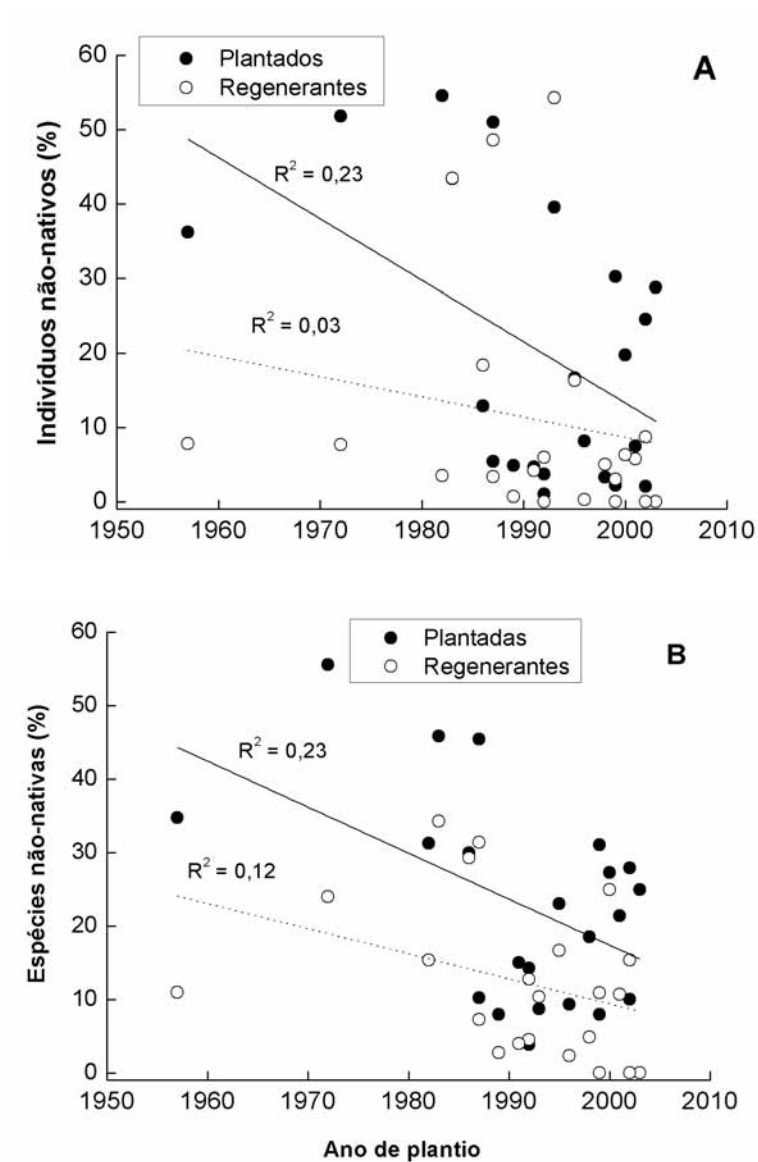 Plantados
Regenerantes
A
60
50
40
30
20
10
0
Indivíduos não-nativos (%)
R² = 0,23
R² = 0,03
1950 1960 1970 1980 1990 2000 2010
Plantadas
Regenerantes
B
60
50
40
30
20
10
0
Espécies não-nativas (%)
R² = 0,23
R² = 0,12
1950 1960 1970 1980 1990 2000 2010
Ano de plantio